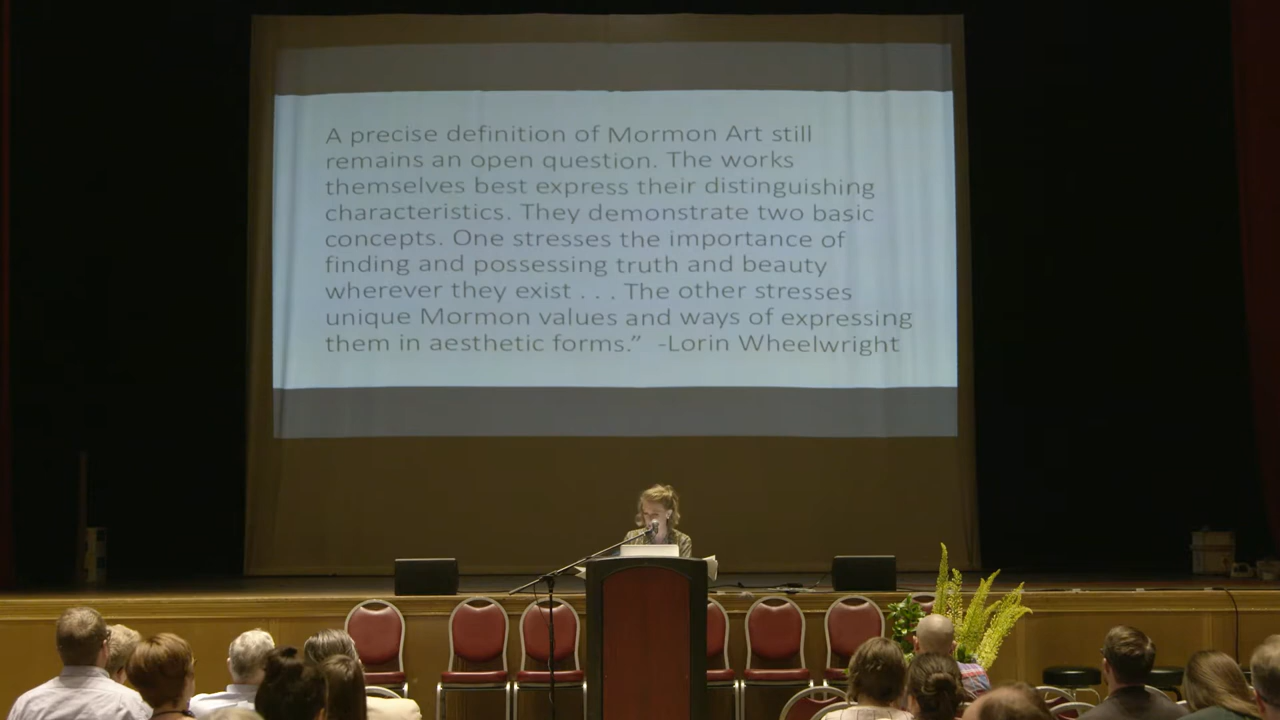 A precise definition of Mormon Art still
remains an open question. The works
themselves best express their distinguishing
characteristics. They demonstrate two basic
concepts. One stresses the importance of
finding and possessing truth and beauty
wherever they exist . . . The other stresses
unique Mormon values and ways of expressing
them in aesthetic forms.” -Lorin Wheelwright